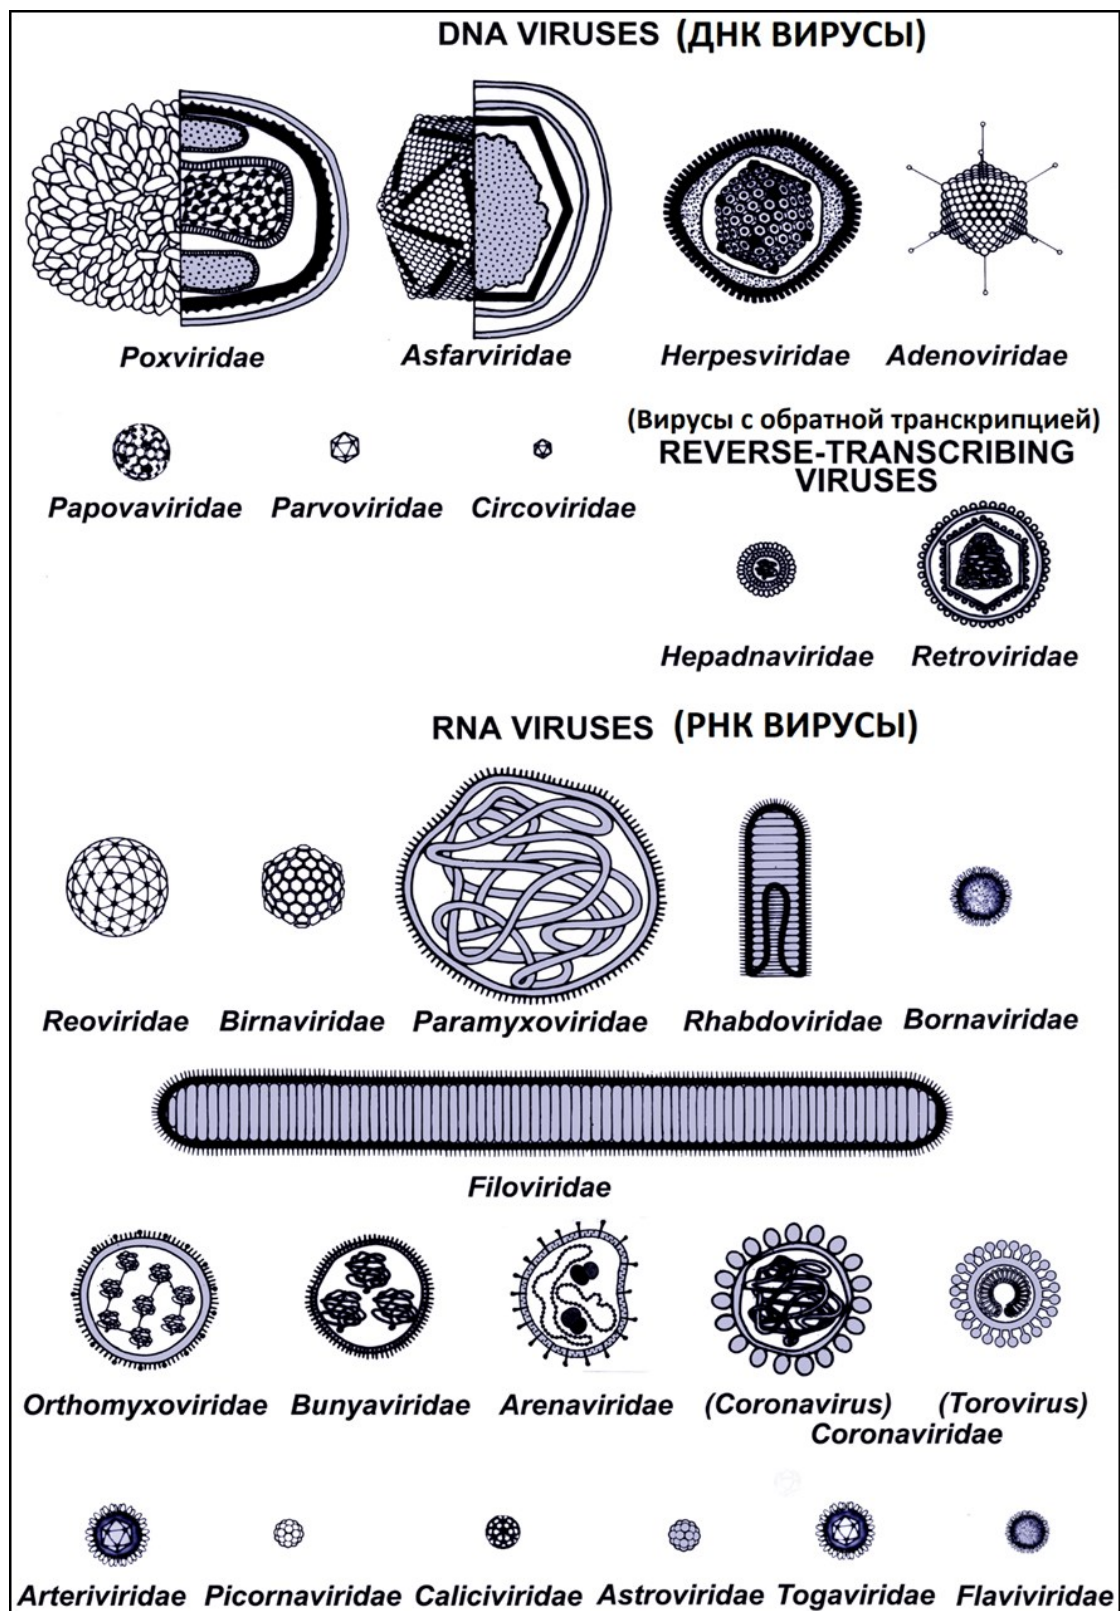 DNA VIRUSES (ДНК ВИРУСЫ)
Poxviridae Asfarviridae Herpesviridae Adenoviridae
(Вирусы с обратной транскрипцией)
REVERSE-TRANSCRIBING
VIRUSES
Papovaviridae Parvoviridae Circoviridae
Hepadnaviridae Retroviridae
RNA VIRUSES (РНК ВИРУСЫ)
Reoviridae Birnaviridae Paramyxoviridae Rhabdoviridae Bornaviridae
Filoviridae
Orthomyxoviridae Bunyaviridae Arenaviridae (Coronavirus) (Torovirus)
Coronaviridae
Arteriviridae Picornaviridae Caliciviridae Astroviridae Togaviridae Flaviviridae